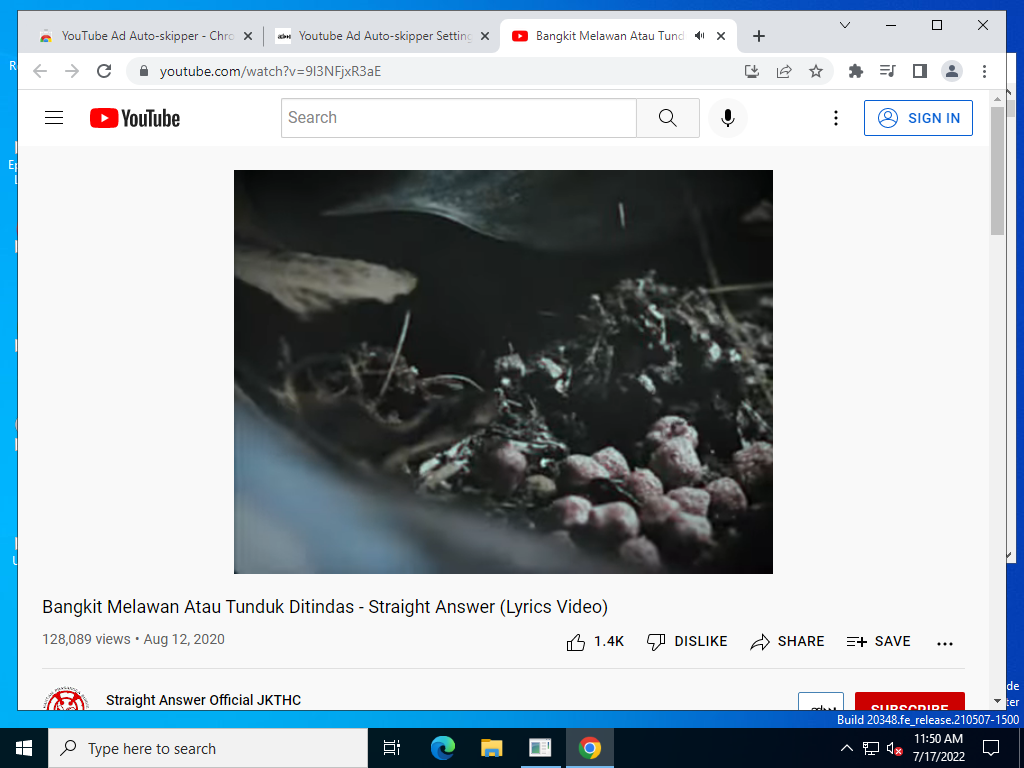 YouTube Ad Auto-skipper - Chro
Youtube Ad Auto-skipper Setting
Bangkit Melawan Atau Tund
youtube.com/watch?v=9I3NFjxR3aE
YouTube
Search
SIGN IN
Bangkit Melawan Atau Tunduk Ditindas - Straight Answer (Lyrics Video)
128,089 views • Aug 12, 2020
1.4K
DISLIKE
SHARE
SAVE
Straight Answer Official JKTHC
SUBSCRIBE
Build 20348.fe_release.210507-1500
Type here to search
11:50 AM
7/17/2022